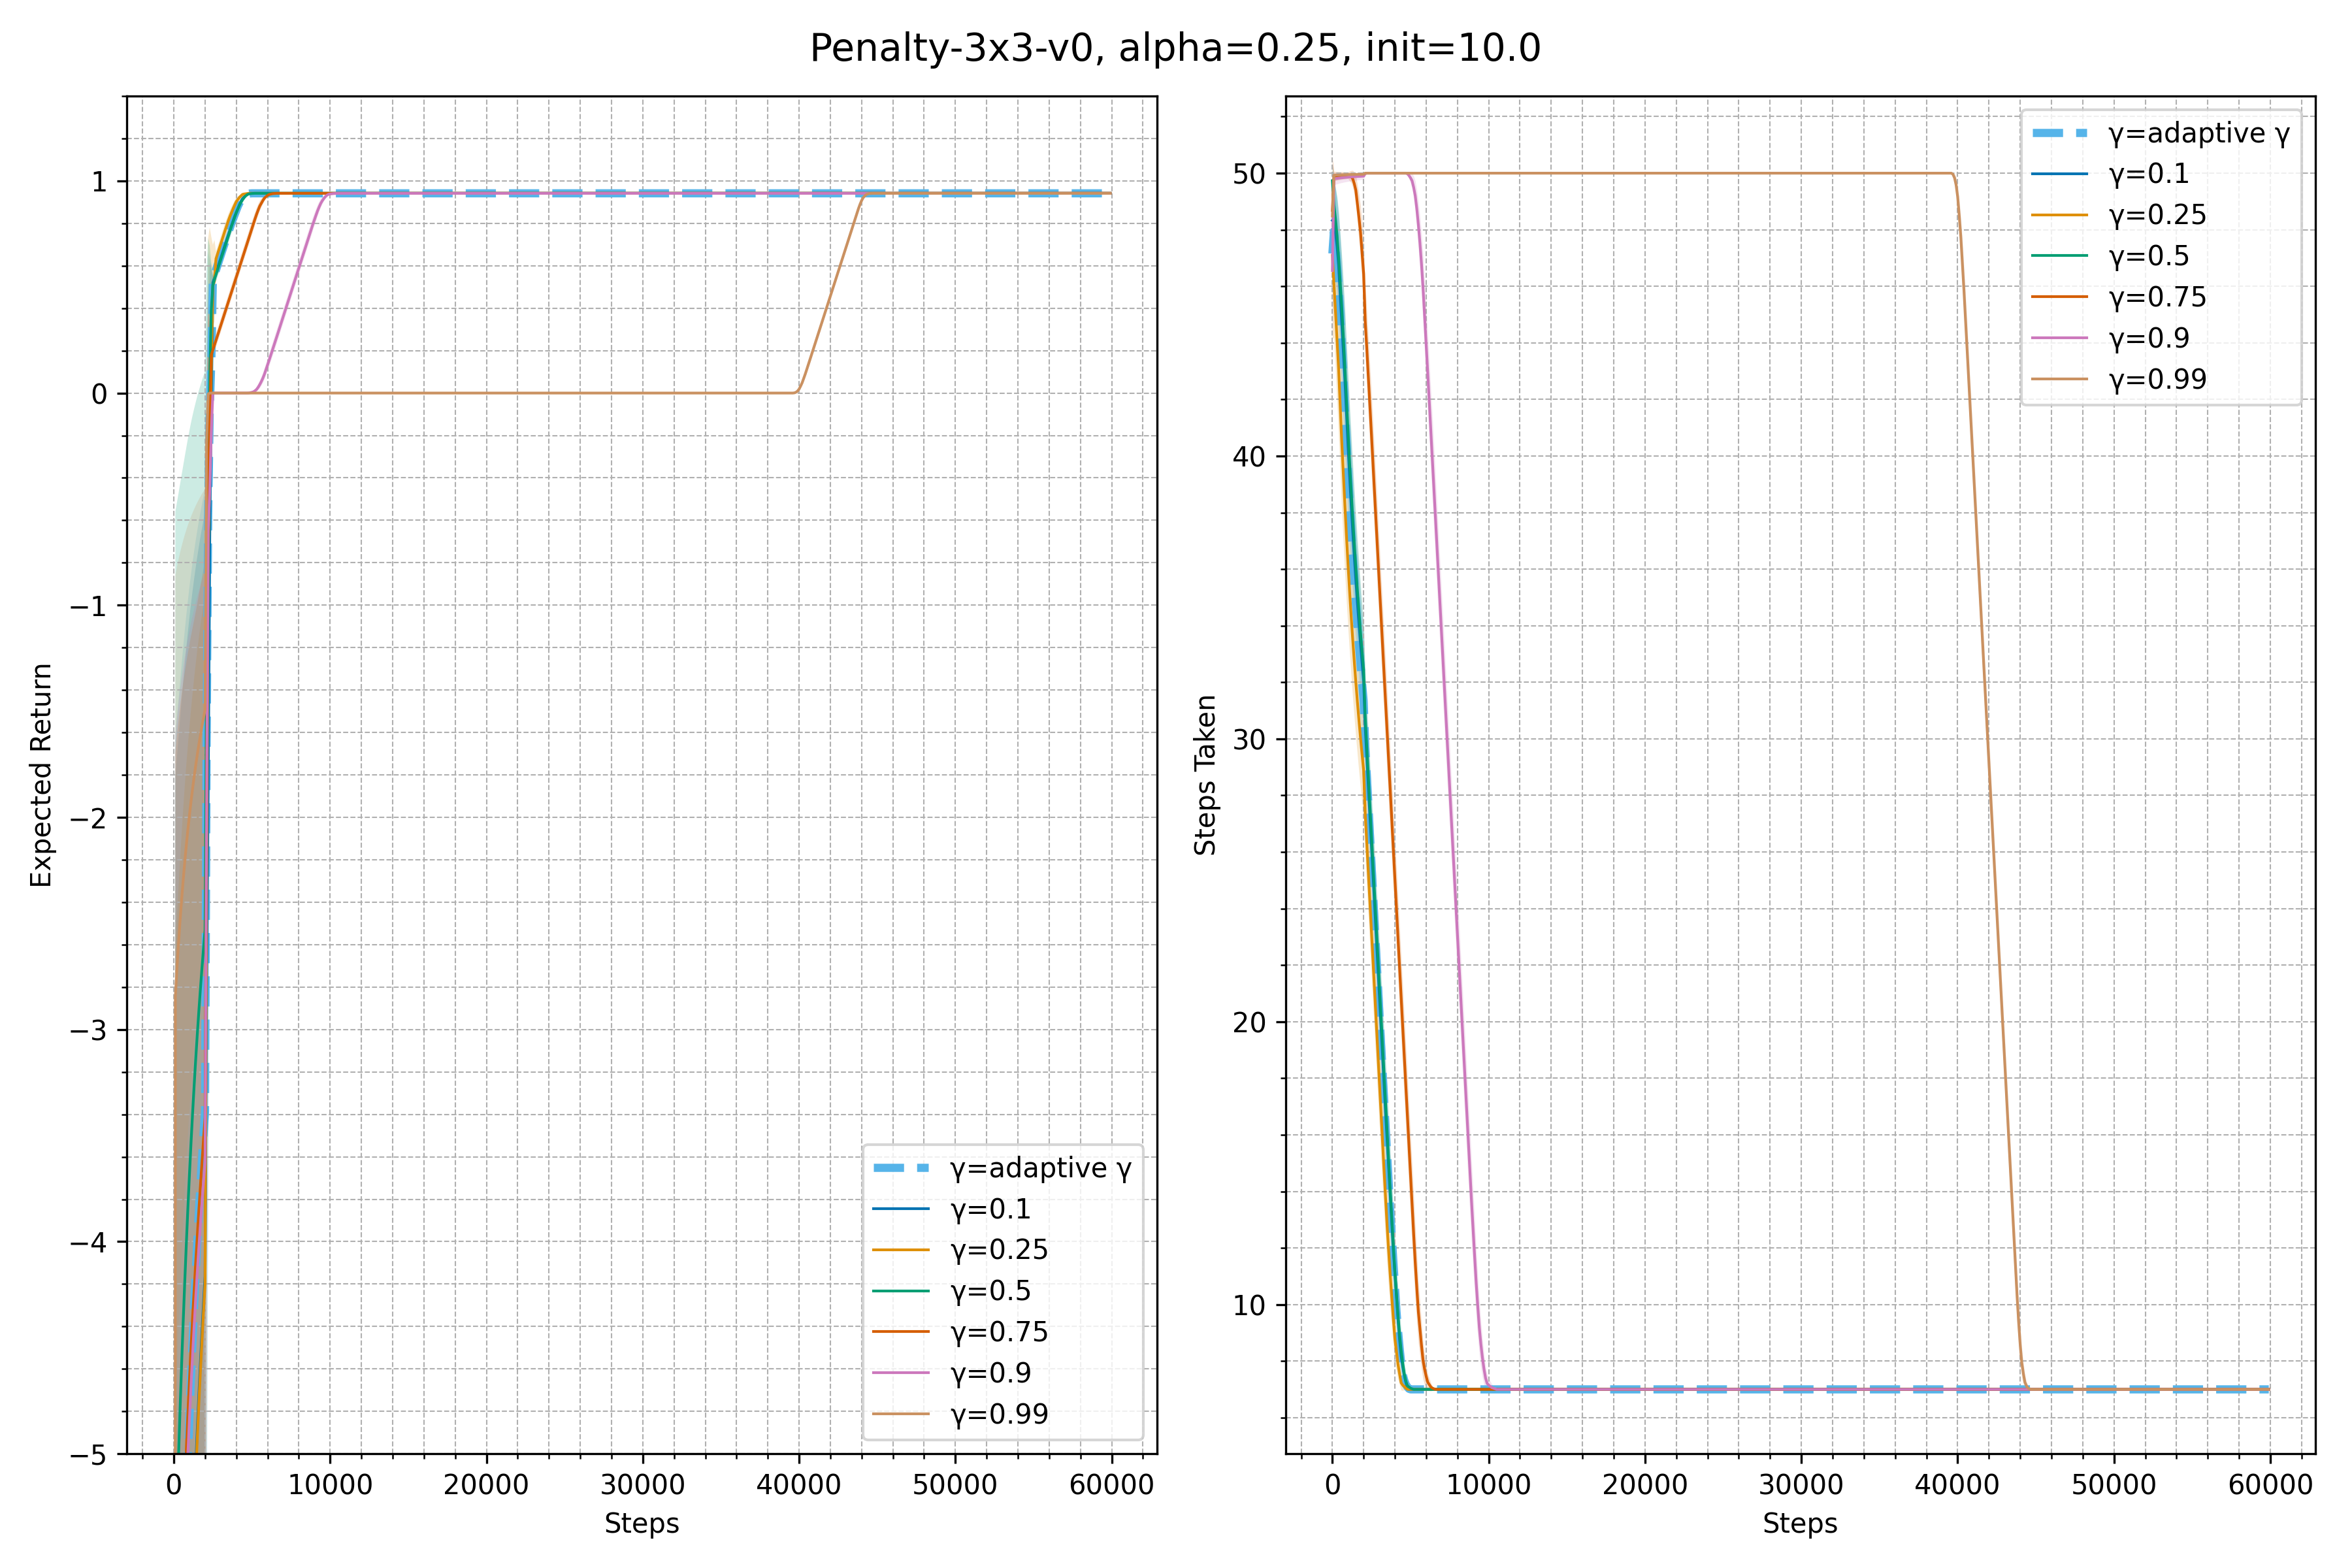 Penalty-3x3-v0, alpha=0.25, init=10.0
Expected Return
1
0
−1
−2
−3
−4
−5
0
10000
20000
30000
40000
50000
60000
Steps
γ=adaptive γ
γ=0.1
γ=0.25
γ=0.5
γ=0.75
γ=0.9
γ=0.99
Steps Taken
50
40
30
20
10
0
10000
20000
30000
40000
50000
60000
Steps
γ=adaptive γ
γ=0.1
γ=0.25
γ=0.5
γ=0.75
γ=0.9
γ=0.99